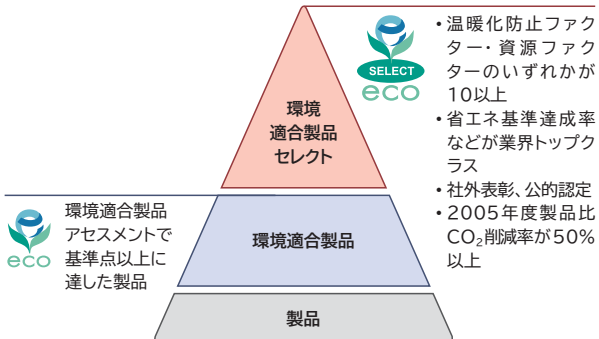 SELECT
eco
• 温暖化防止ファク
ター・資源ファク
ターのいずれかが
10以上
• 省エネ基準達成率
などが業界トップク
ラス
• 社外表彰、公的認定
• 2005年度製品比
CO₂削減率が50%
以上
環境
適合製品
セレクト
eco
環境適合製品
アセスメントで
基準点以上に
達した製品
環境適合製品
製品